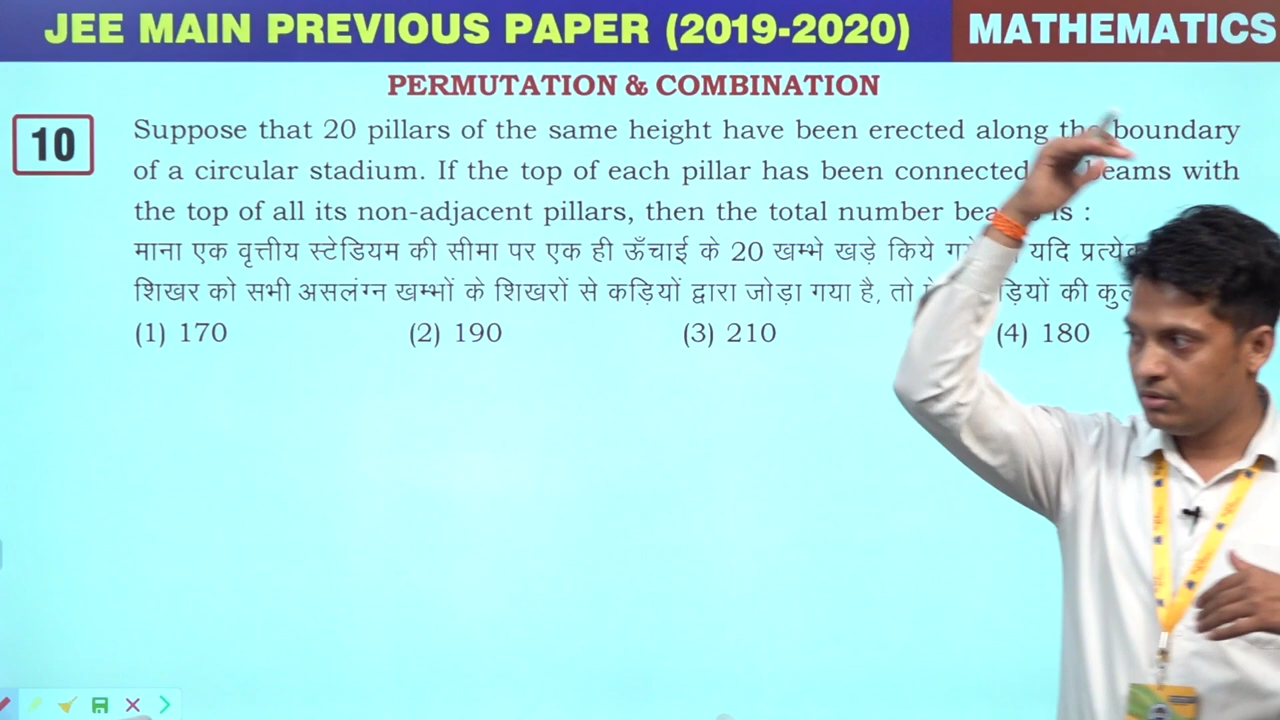 JEE MAIN PREVIOUS PAPER (2019-2020) MATHEMATICS
PERMUTATION & COMBINATION
10
Suppose that 20 pillars of the same height have been erected along the boundary
of a circular stadium. If the top of each pillar has been connected beams with
the top of all its non-adjacent pillars, then the total number is :
माना एक वृत्तीय स्टेडियम की सीमा पर एक ही ऊँचाई के 20 खम्भे खड़े किये यदि
शिखर को सभी असलंग्न खम्भों के शिखरों से कड़ियों द्वारा जोड़ा गया है, तो की
(1) 170 (2) 190 (3) 210 (4) 180